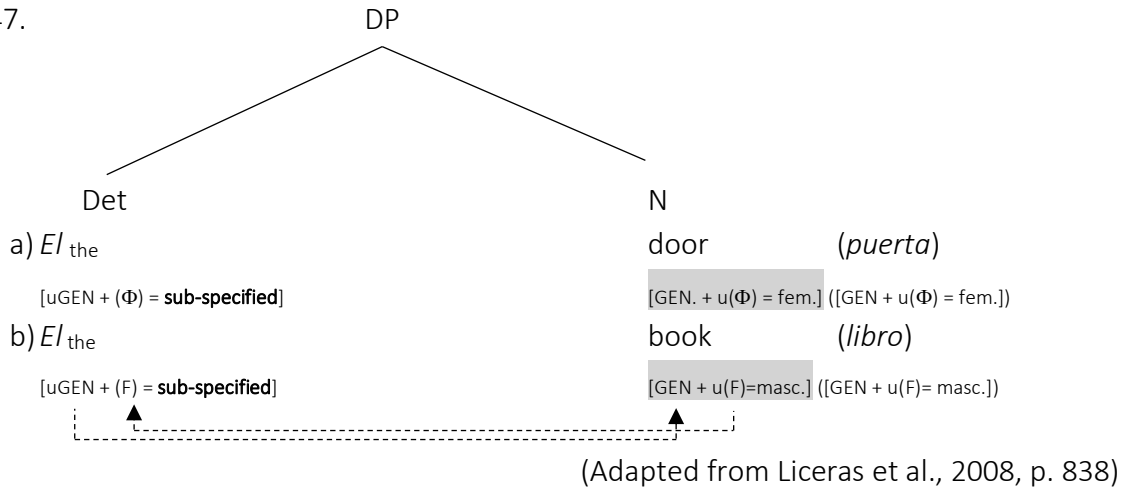 47. DP
Det N
a) El the door (puerta)
[uGEN + (Φ) = sub-specified] [GEN. + u(Φ) = fem.] ([GEN + u(Φ) = fem.])
b) El the book (libro)
[uGEN + (F) = sub-specified] [GEN + u(F)=masc.] ([GEN + u(F)= masc.])
(Adapted from Liceras et al., 2008, p. 838)